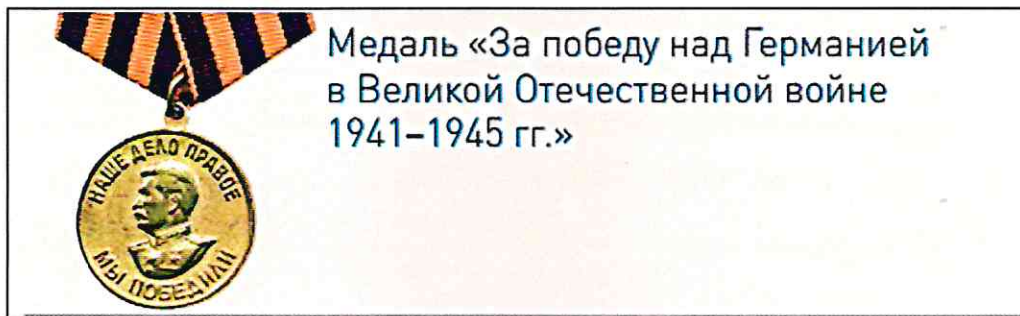 Медаль «За победу над Германией
в Великой Отечественной войне
1941–1945 гг.»
НАШЕ ДЕЛО ПРАВОЕ
МЫ ПОБЕДИЛИ